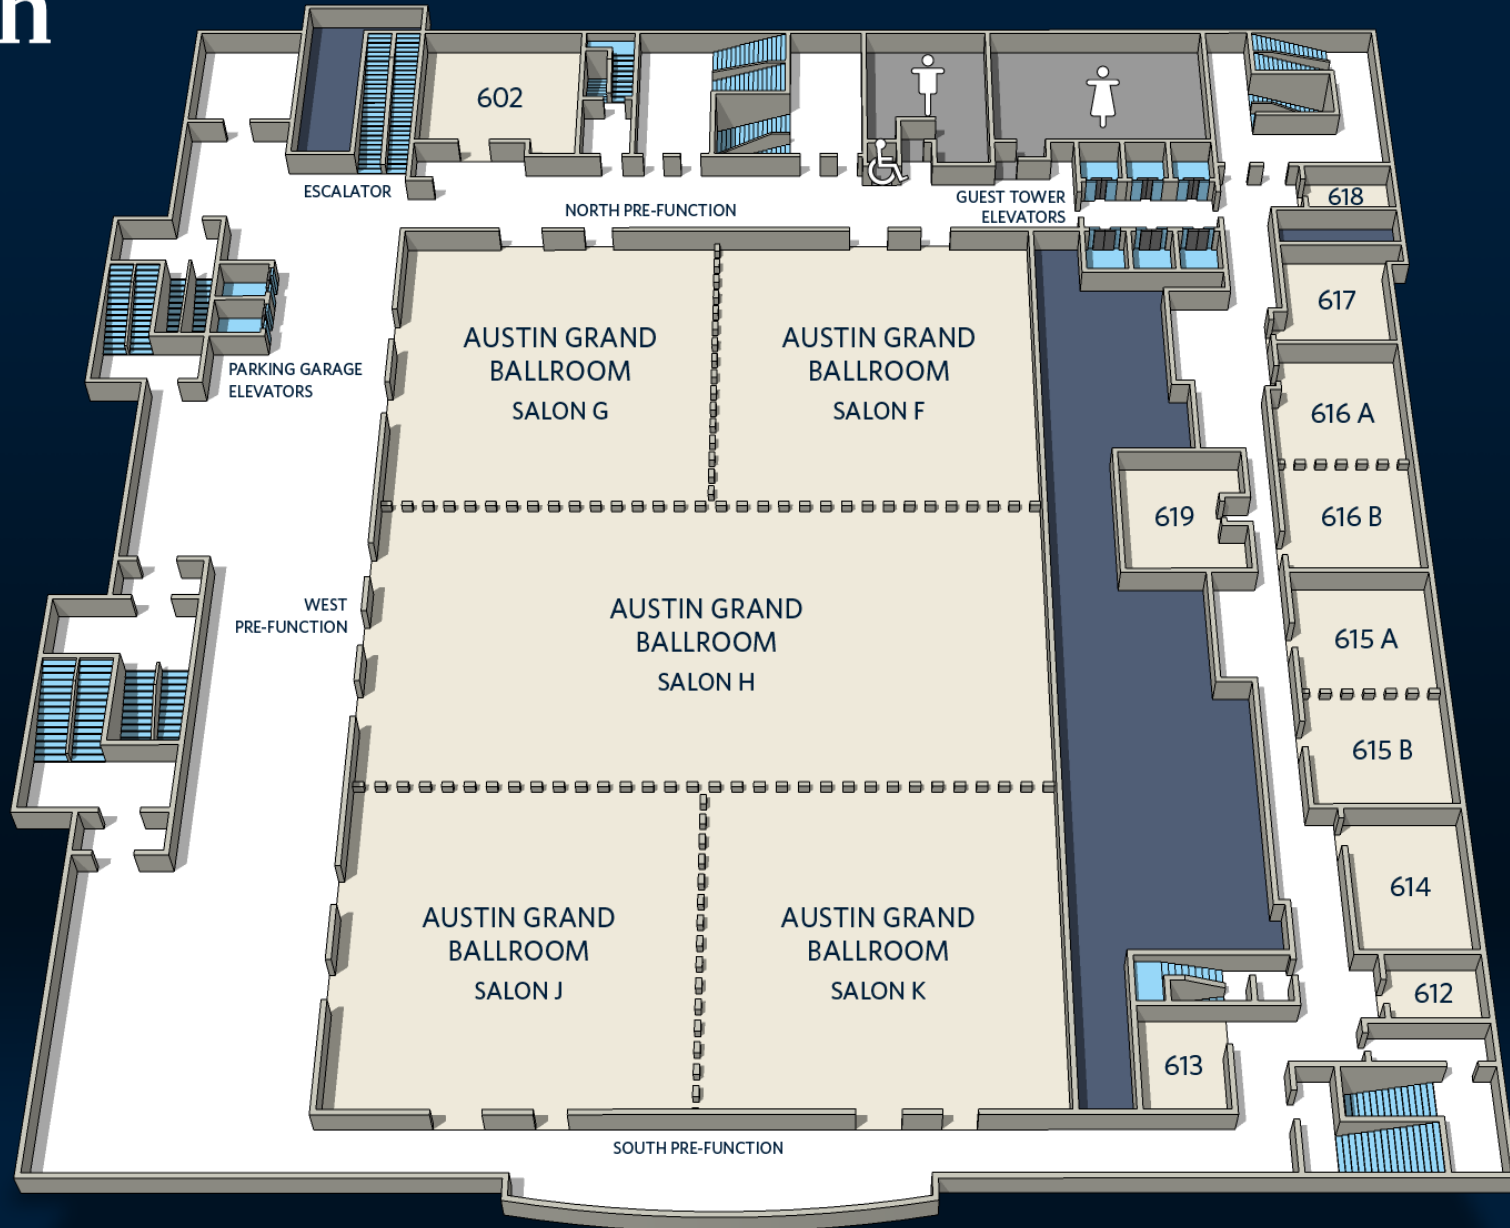 n
602
ESCALATOR
NORTH PRE-FUNCTION
GUEST TOWER
ELEVATORS
618
617
PARKING GARAGE
ELEVATORS
AUSTIN GRAND
BALLROOM
SALON G
AUSTIN GRAND
BALLROOM
SALON F
616 A
616 B
619
WEST
PRE-FUNCTION
AUSTIN GRAND
BALLROOM
SALON H
615 A
615 B
614
AUSTIN GRAND
BALLROOM
SALON J
AUSTIN GRAND
BALLROOM
SALON K
612
613
SOUTH PRE-FUNCTION